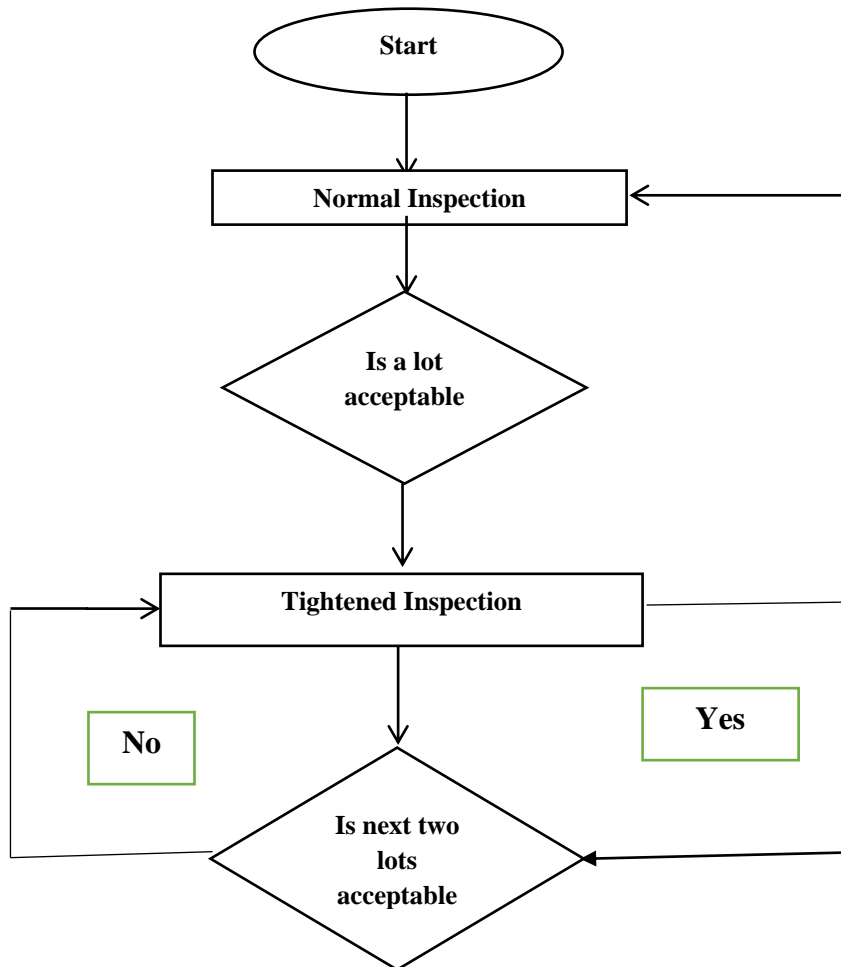 Start
Normal Inspection
Is a lot
acceptable
Tightened Inspection
No
Yes
Is next two
lots
acceptable